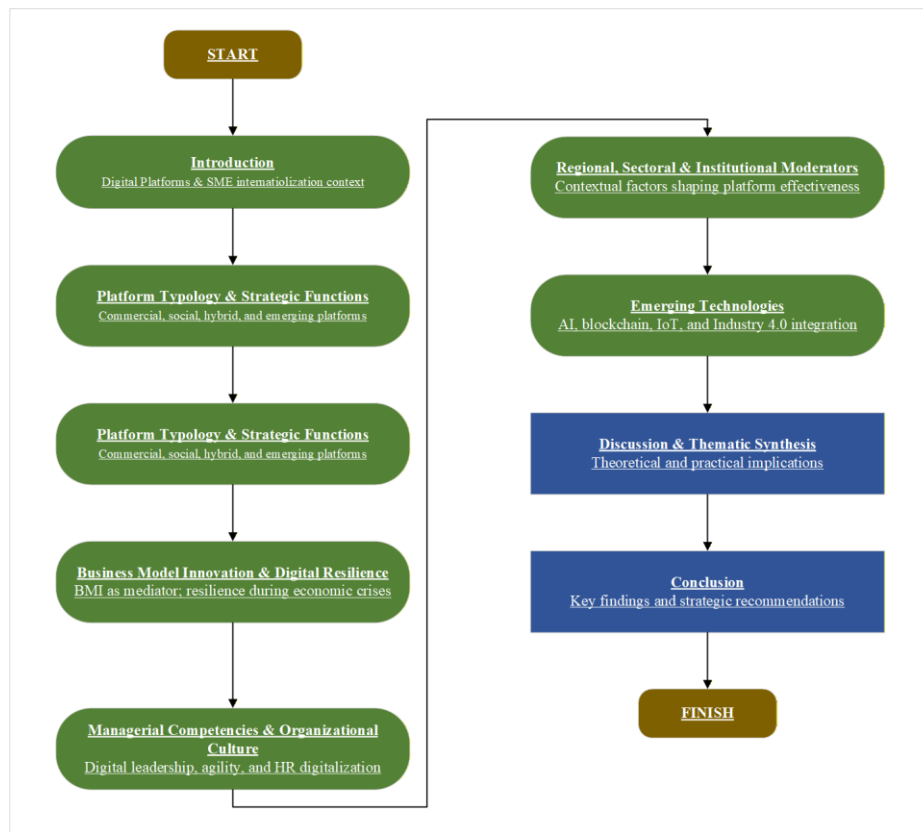 START
Introduction
Digital Platforms & SME internatiolization context
Platform Typology & Strategic Functions
Commercial, social, hybrid, and emerging platforms
Platform Typology & Strategic Functions
Commercial, social, hybrid, and emerging platforms
Business Model Innovation & Digital Resilience
BMI as mediator; resilience during economic crises
Managerial Competencies & Organizational
Culture
Digital leadership, agility, and HR digitalization
Regional, Sectoral & Institutional Moderators
Contextual factors shaping platform effectiveness
Emerging Technologies
AI, blockchain, IoT, and Industry 4.0 integration
Discussion & Thematic Synthesis
Theoretical and practical implications
Conclusion
Key findings and strategic recommendations
FINISH